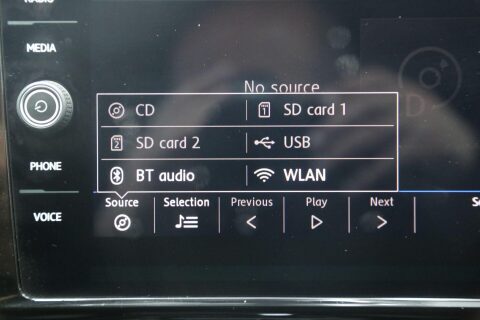 RADIO
MEDIA
No source
CD
SD card 1
SD card 2
USB
BT audio
WLAN
PHONE
VOICE
Source
Selection
Previous
Play
Next